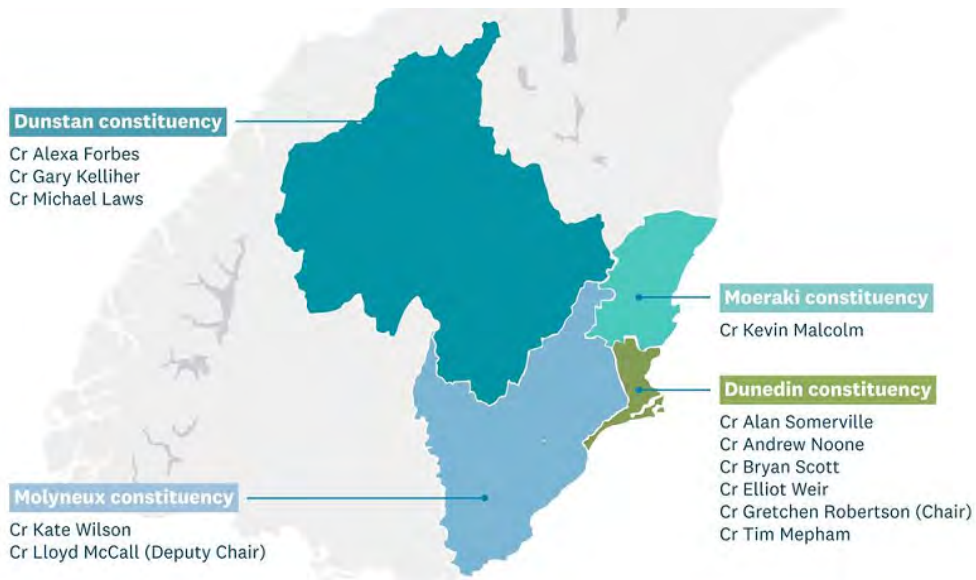 Dunstan constituency
Cr Alexa Forbes
Cr Gary Kelliher
Cr Michael Laws
Moeraki constituency
Cr Kevin Malcolm
Dunedin constituency
Cr Alan Somerville
Cr Andrew Noone
Cr Bryan Scott
Cr Elliot Weir
Cr Gretchen Robertson (Chair)
Cr Tim Mepham
Molyneux constituency
Cr Kate Wilson
Cr Lloyd McCall (Deputy Chair)